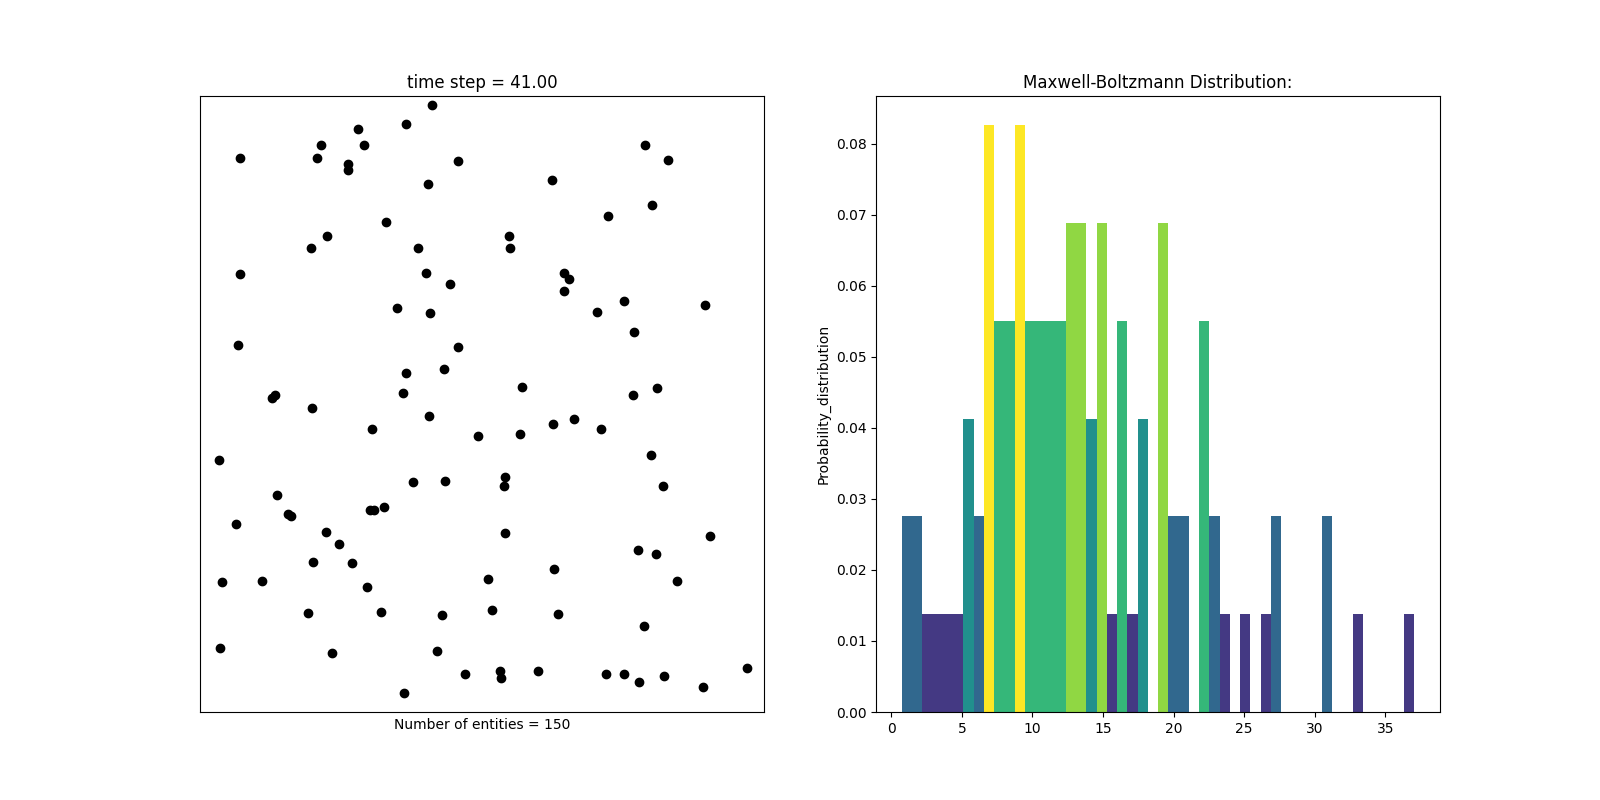 time step = 41.00
Number of entities = 150
Maxwell-Boltzmann Distribution:
Probability_distribution
0.08
0.07
0.06
0.05
0.04
0.03
0.02
0.01
0.00
0 5 10 15 20 25 30 35